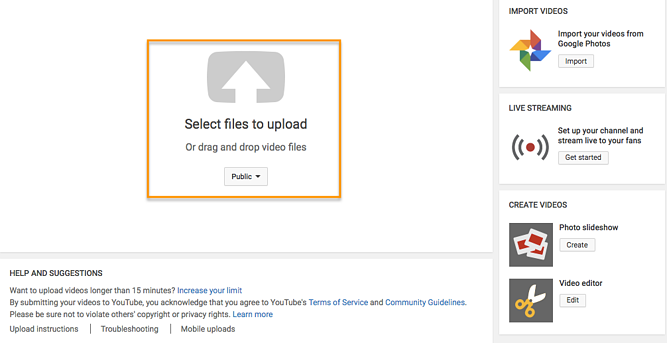 Select files to upload
Or drag and drop video files
Public
HELP AND SUGGESTIONS
Want to upload videos longer than 15 minutes? Increase your limit
By submitting your videos to YouTube, you acknowledge that you agree to YouTube's Terms of Service and Community Guidelines.
Please be sure not to violate others' copyright or privacy rights. Learn more
Upload instructions Troubleshooting Mobile uploads
IMPORT VIDEOS
Import your videos from
Google Photos
Import
LIVE STREAMING
Set up your channel and
stream live to your fans
Get started
CREATE VIDEOS
Photo slideshow
Create
Video editor
Edit